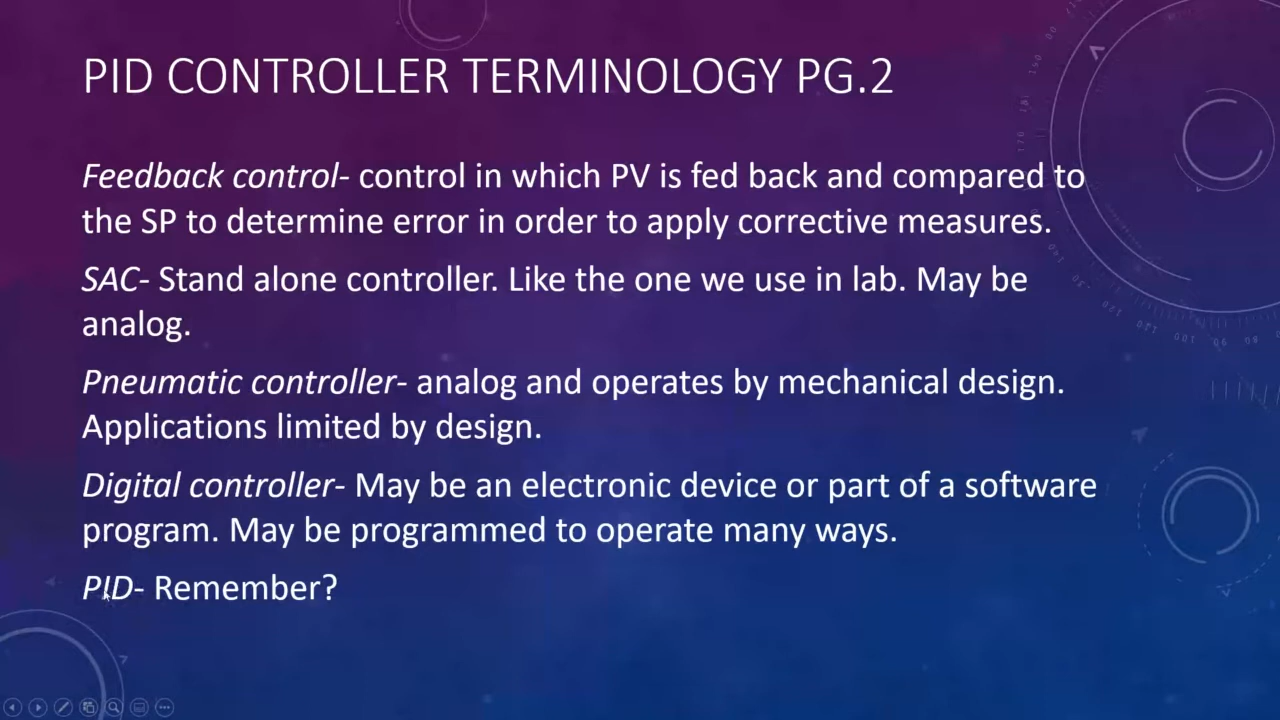 PID CONTROLLER TERMINOLOGY PG.2
Feedback control- control in which PV is fed back and compared to
the SP to determine error in order to apply corrective measures.
SAC- Stand alone controller. Like the one we use in lab. May be
analog.
Pneumatic controller- analog and operates by mechanical design.
Applications limited by design.
Digital controller- May be an electronic device or part of a software
program. May be programmed to operate many ways.
PID- Remember?